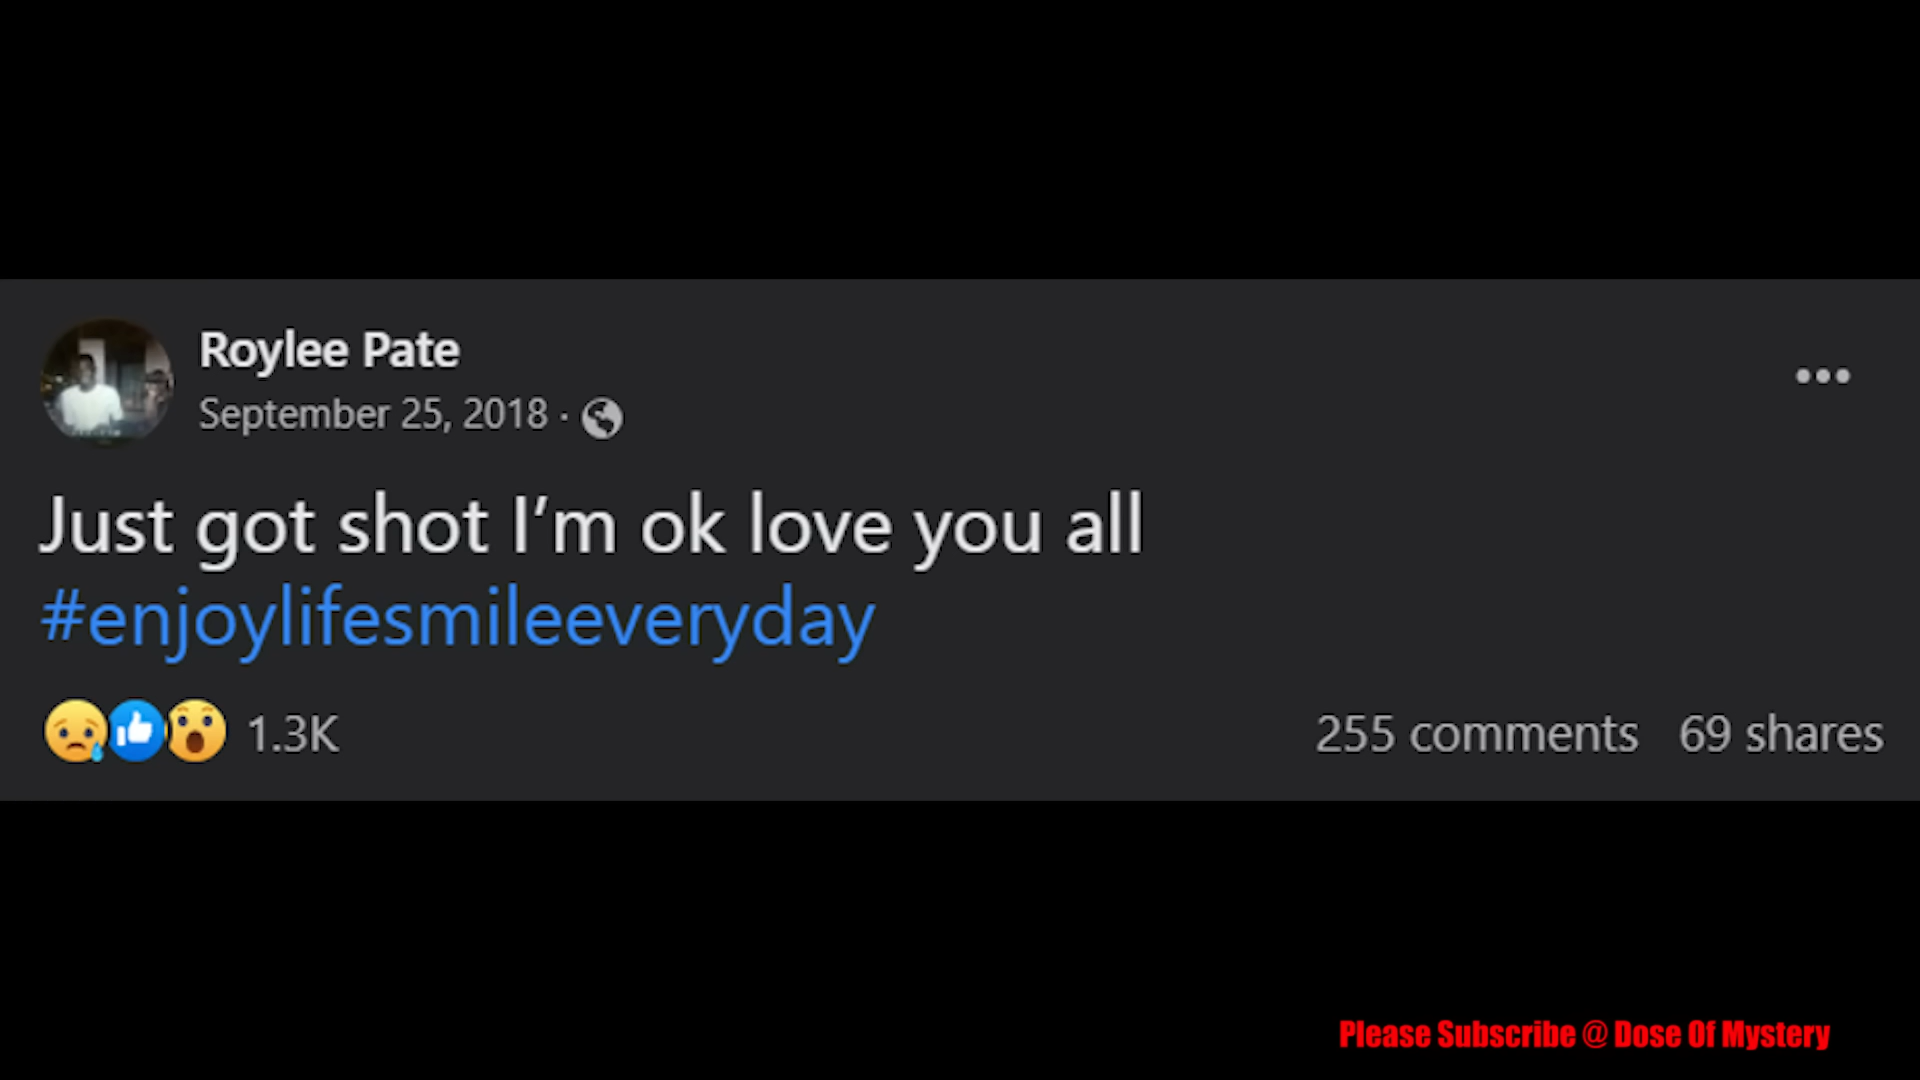 Roylee Pate
September 25, 2018 ·
Just got shot I’m ok love you all
#enjoylifesmileeveryday
1.3K
255 comments 69 shares
Please Subscribe @ Dose Of Mystery